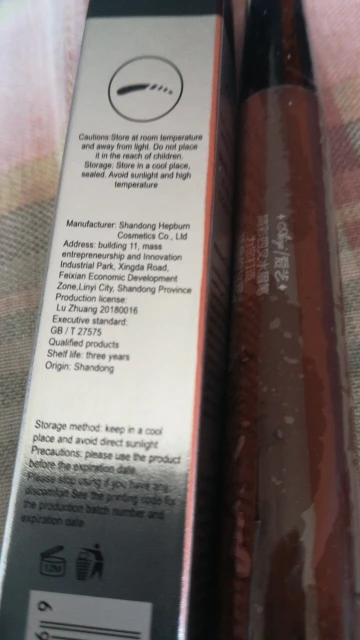 Cautions:Store at room temperature
and away from light. Do not place
it in the reach of children.
Storage: Store in a cool place,
sealed. Avoid sunlight and high
temperature
Manufacturer: Shandong Hepburn
Cosmetics Co., Ltd
Address: building 11, mass
entrepreneurship and Innovation
Industrial Park, Xingda Road,
Feixian Economic Development
Zone,Linyi City, Shandong Province
Production license:
Lu Zhuang 20180016
Executive standard:
GB / T 27575
Qualified products
Shelf life: three years
Origin: Shandong
Storage method: keep in a cool
place and avoid direct sunlight
Precautions: please use the product
before the expiration date
Please stop using if you have any
discomfort See the printing code for
the production batch number and
expiration date
12M
6